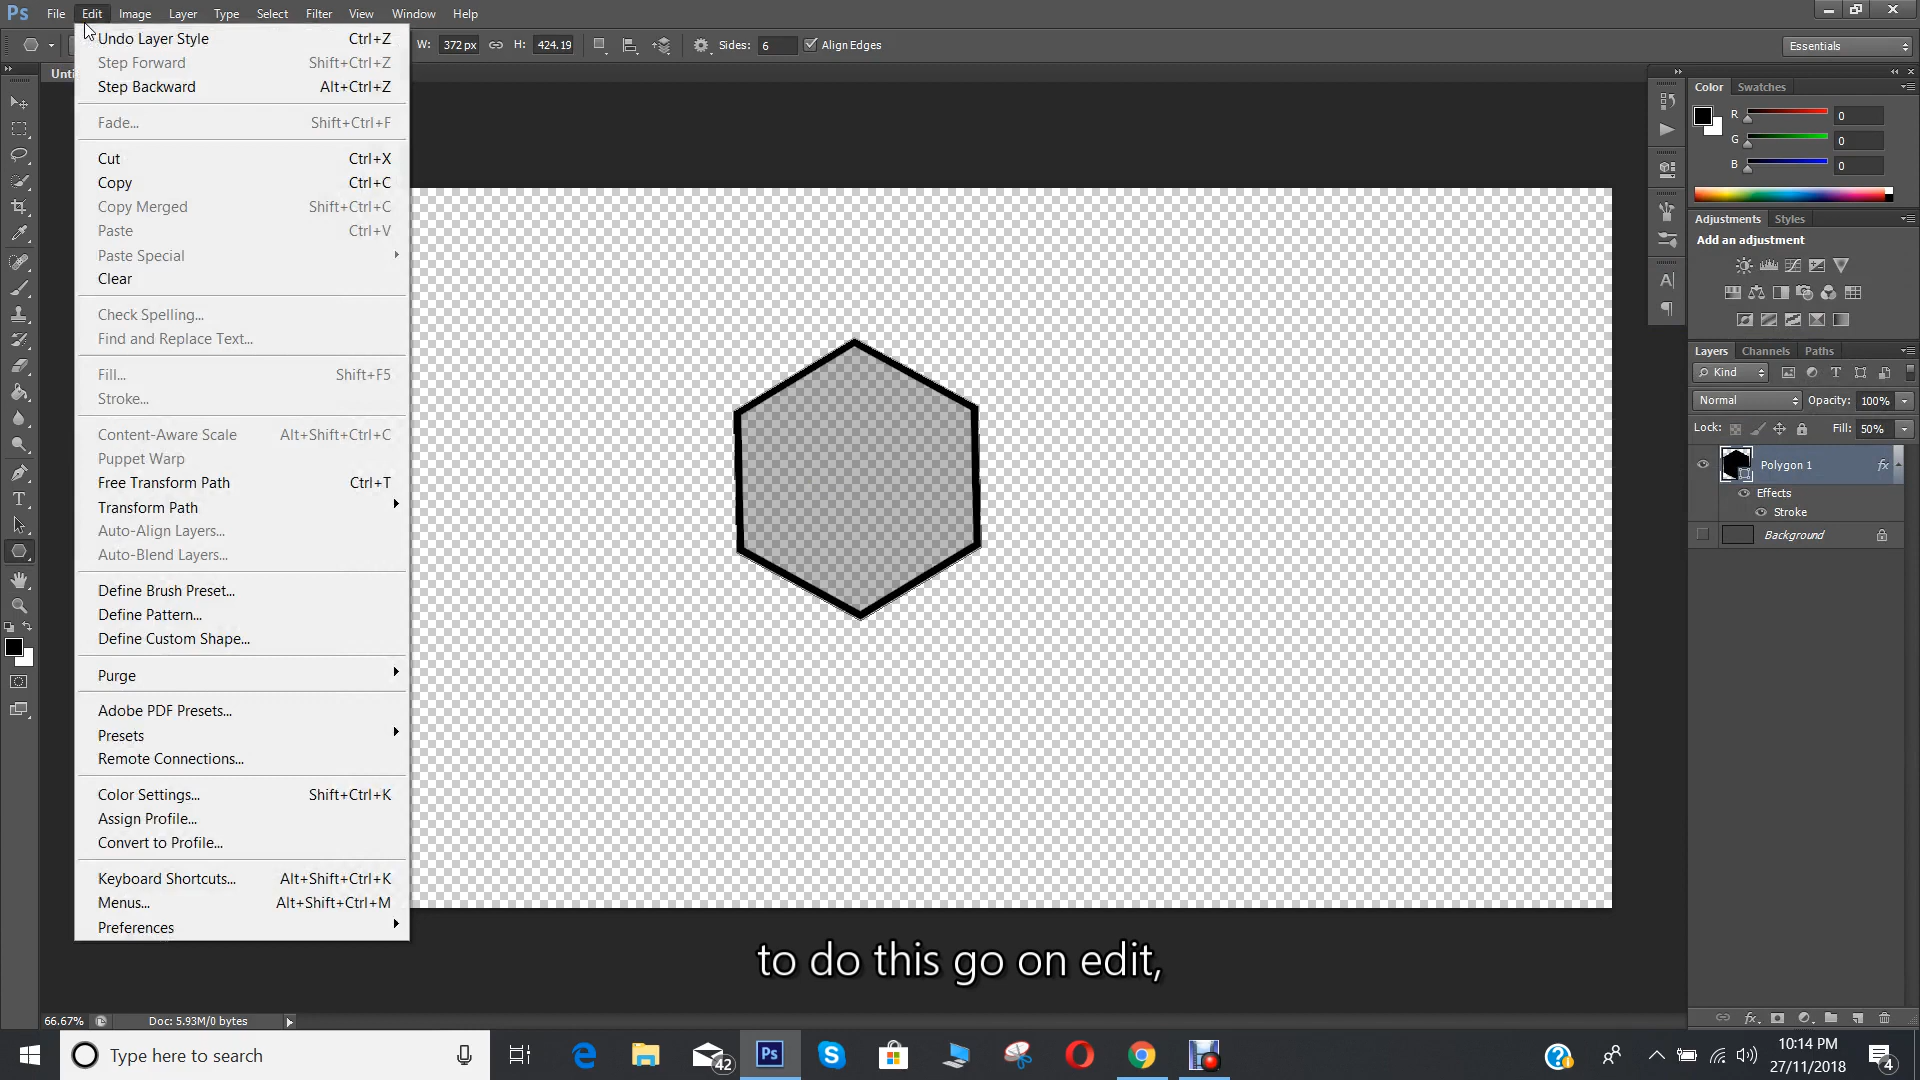 Ps File Edit Image Layer Type Select Filter View Window Help
W: 372 px H: 424.19 Sides: 6 Align Edges Essentials
Unti
Undo Layer Style Ctrl+Z
Step Forward Shift+Ctrl+Z
Step Backward Alt+Ctrl+Z
Fade... Shift+Ctrl+F
Cut Ctrl+X
Copy Ctrl+C
Copy Merged Shift+Ctrl+C
Paste Ctrl+V
Paste Special
Clear
Check Spelling...
Find and Replace Text...
Fill... Shift+F5
Stroke...
Content-Aware Scale Alt+Shift+Ctrl+C
Puppet Warp
Free Transform Path Ctrl+T
Transform Path
Auto-Align Layers...
Auto-Blend Layers...
Define Brush Preset...
Define Pattern...
Define Custom Shape...
Purge
Adobe PDF Presets...
Presets
Remote Connections...
Color Settings... Shift+Ctrl+K
Assign Profile...
Convert to Profile...
Keyboard Shortcuts... Alt+Shift+Ctrl+K
Menus... Alt+Shift+Ctrl+M
Preferences
Color Swatches
R 0
G 0
B 0
Adjustments Styles
Add an adjustment
Layers Channels Paths
Kind
Normal Opacity: 100%
Lock: Fill: 50%
Polygon 1 fx
Effects
Stroke
Background
to do this go on edit,
66.67% Doc: 5.93M/0 bytes
fx
Type here to search
42
Ps
10:14 PM
27/11/2018
4